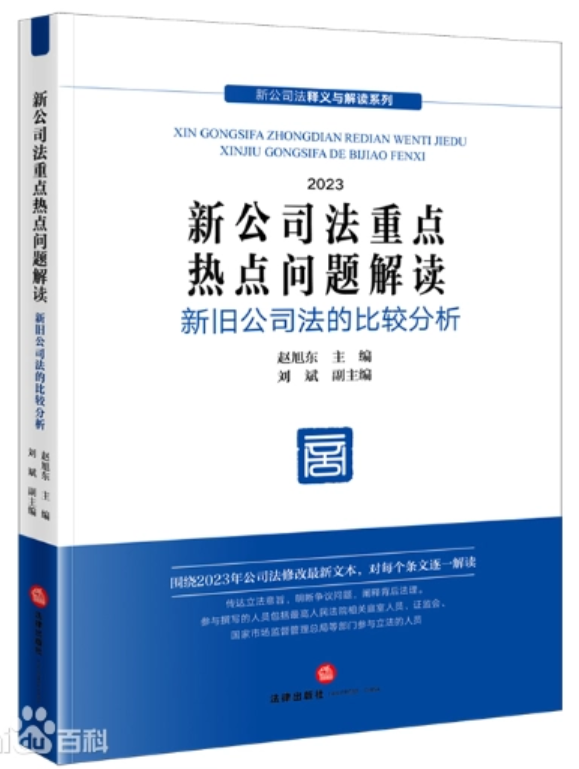 新公司法重点热点问题解读
新旧公司法的比较分析
赵旭东 主 编
刘 斌 副主编
法律出版社
新公司法释义与解读系列
XIN GONGSIFA ZHONGDIAN REDIAN WENTI JIEDU
XINJIU GONGSIFA DE BIJIAO FENXI
2023
新公司法重点
热点问题解读
新旧公司法的比较分析
赵旭东 主 编
刘 斌 副主编
围绕2023年公司法修改最新文本，对每个条文逐一解读
传达立法意旨，明断争议问题，阐释背后法理。
参与撰写的人员包括最高人民法院相关庭室人员、证监会、
国家市场监督管理总局等部门参与立法的人员
法律出版社
du 百科